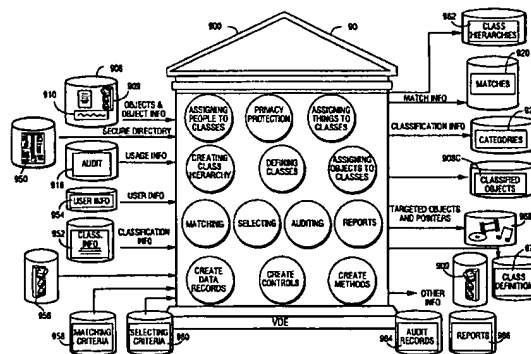 900
90
962
CLASS
HIERARCHIES
908
909
910
OBJECTS &
OBJECT INFO
920
MATCHES
MATCH INFO
ASSIGNING
PEOPLE TO
CLASSES
PRIVACY
PROTECTION
ASSIGNING
THINGS TO
CLASSES
SECURE DIRECTORY
950
CLASSIFICATION INFO
CATEGORIES
AUDIT
916
USAGE INFO
CREATING
CLASS
HIERARCHY
DEFINING
CLASSES
ASSIGNING
OBJECTS TO
CLASSES
908C
CLASSIFIED
OBJECTS
954
USER INFO
USER INFO
952
CLASS
INFO
CLASSIFICATION
INFO
MATCHING
SELECTING
AUDITING
REPORTS
TARGETED OBJECTS
AND POINTERS
956
CREATE
DATA
RECORDS
CREATE
CONTROLS
CREATE
METHODS
OTHER
INFO
CLASS
DEFINITION
958
MATCHING
CRITERIA
SELECTING
CRITERIA
960
VDE
964
AUDIT
RECORDS
REPORTS
966